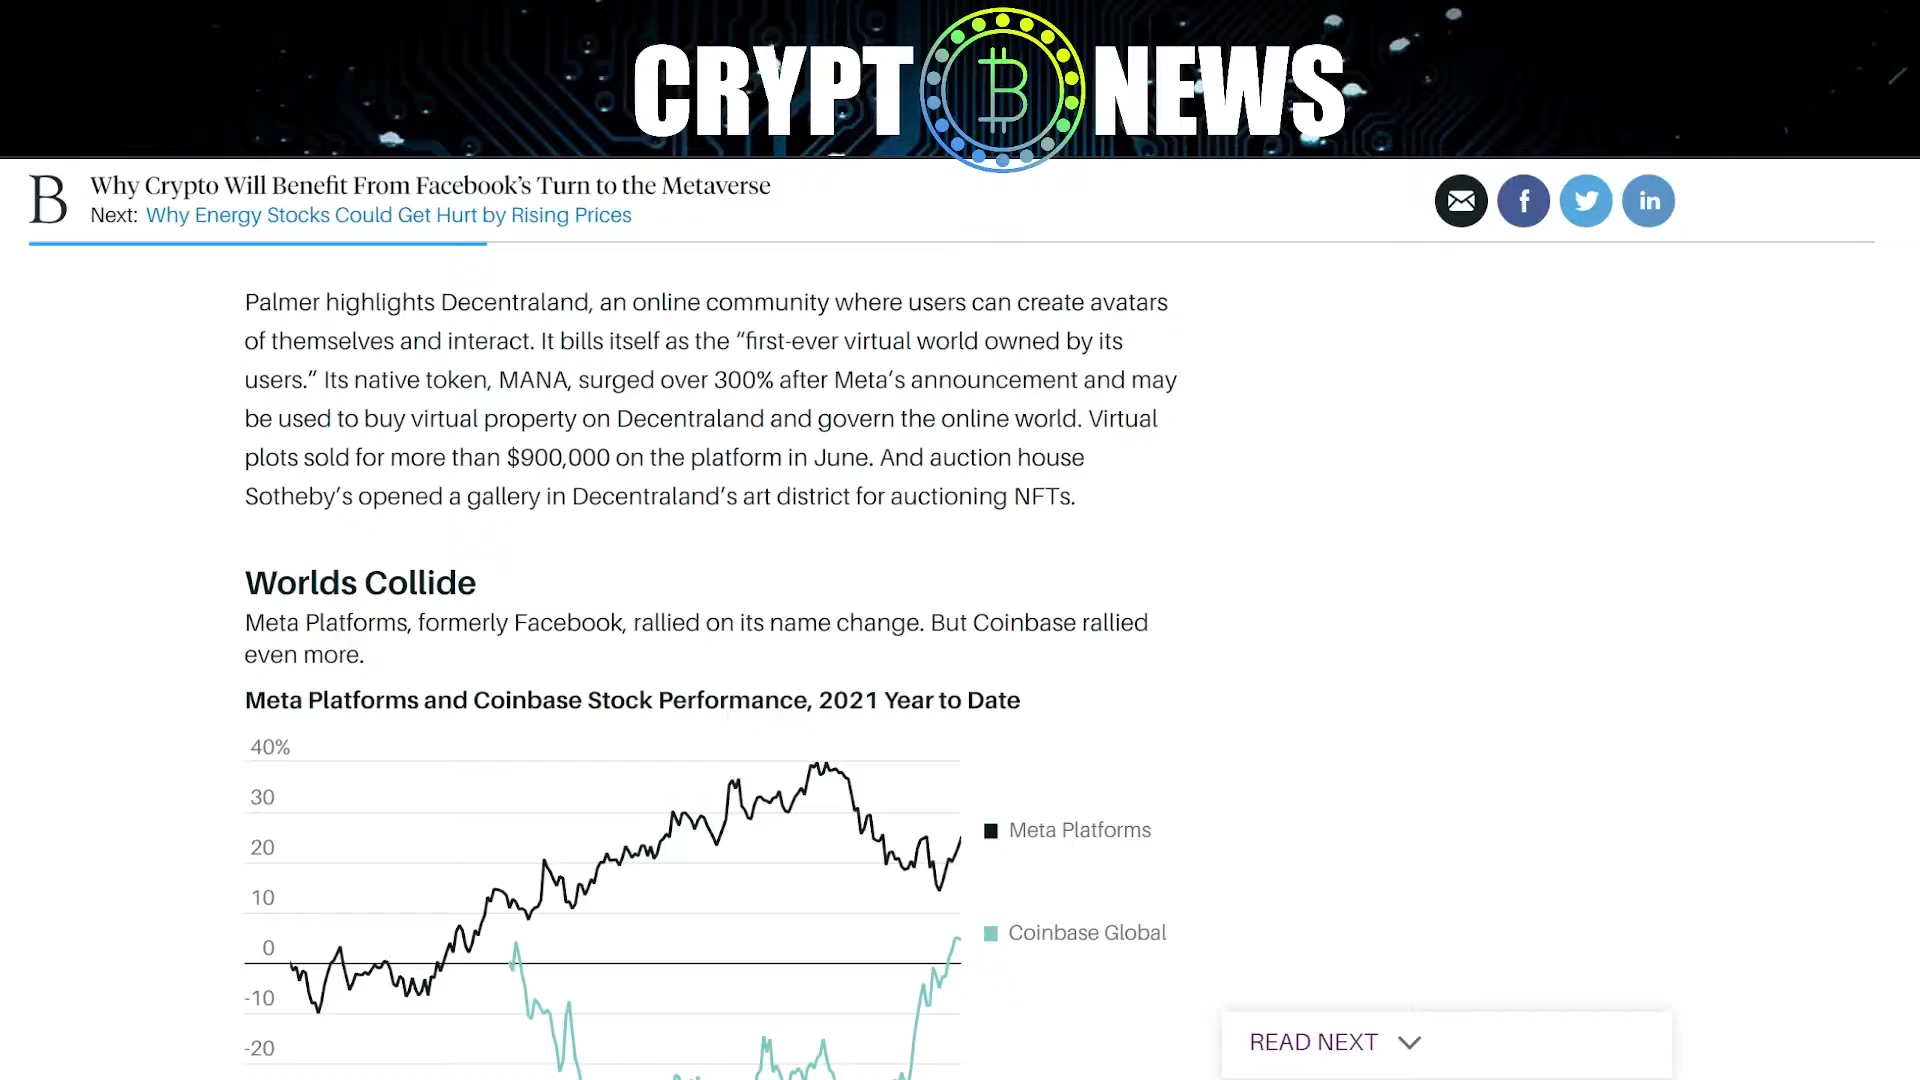 CRYPT NEWS
B
Why Crypto Will Benefit From Facebook’s Turn to the Metaverse
Next: Why Energy Stocks Could Get Hurt by Rising Prices
f
in
Palmer highlights Decentraland, an online community where users can create avatars
of themselves and interact. It bills itself as the “first-ever virtual world owned by its
users.” Its native token, MANA, surged over 300% after Meta’s announcement and may
be used to buy virtual property on Decentraland and govern the online world. Virtual
plots sold for more than $900,000 on the platform in June. And auction house
Sotheby’s opened a gallery in Decentraland’s art district for auctioning NFTs.
Worlds Collide
Meta Platforms, formerly Facebook, rallied on its name change. But Coinbase rallied
even more.
Meta Platforms and Coinbase Stock Performance, 2021 Year to Date
40%
30
20
10
0
-10
-20
Meta Platforms
Coinbase Global
READ NEXT